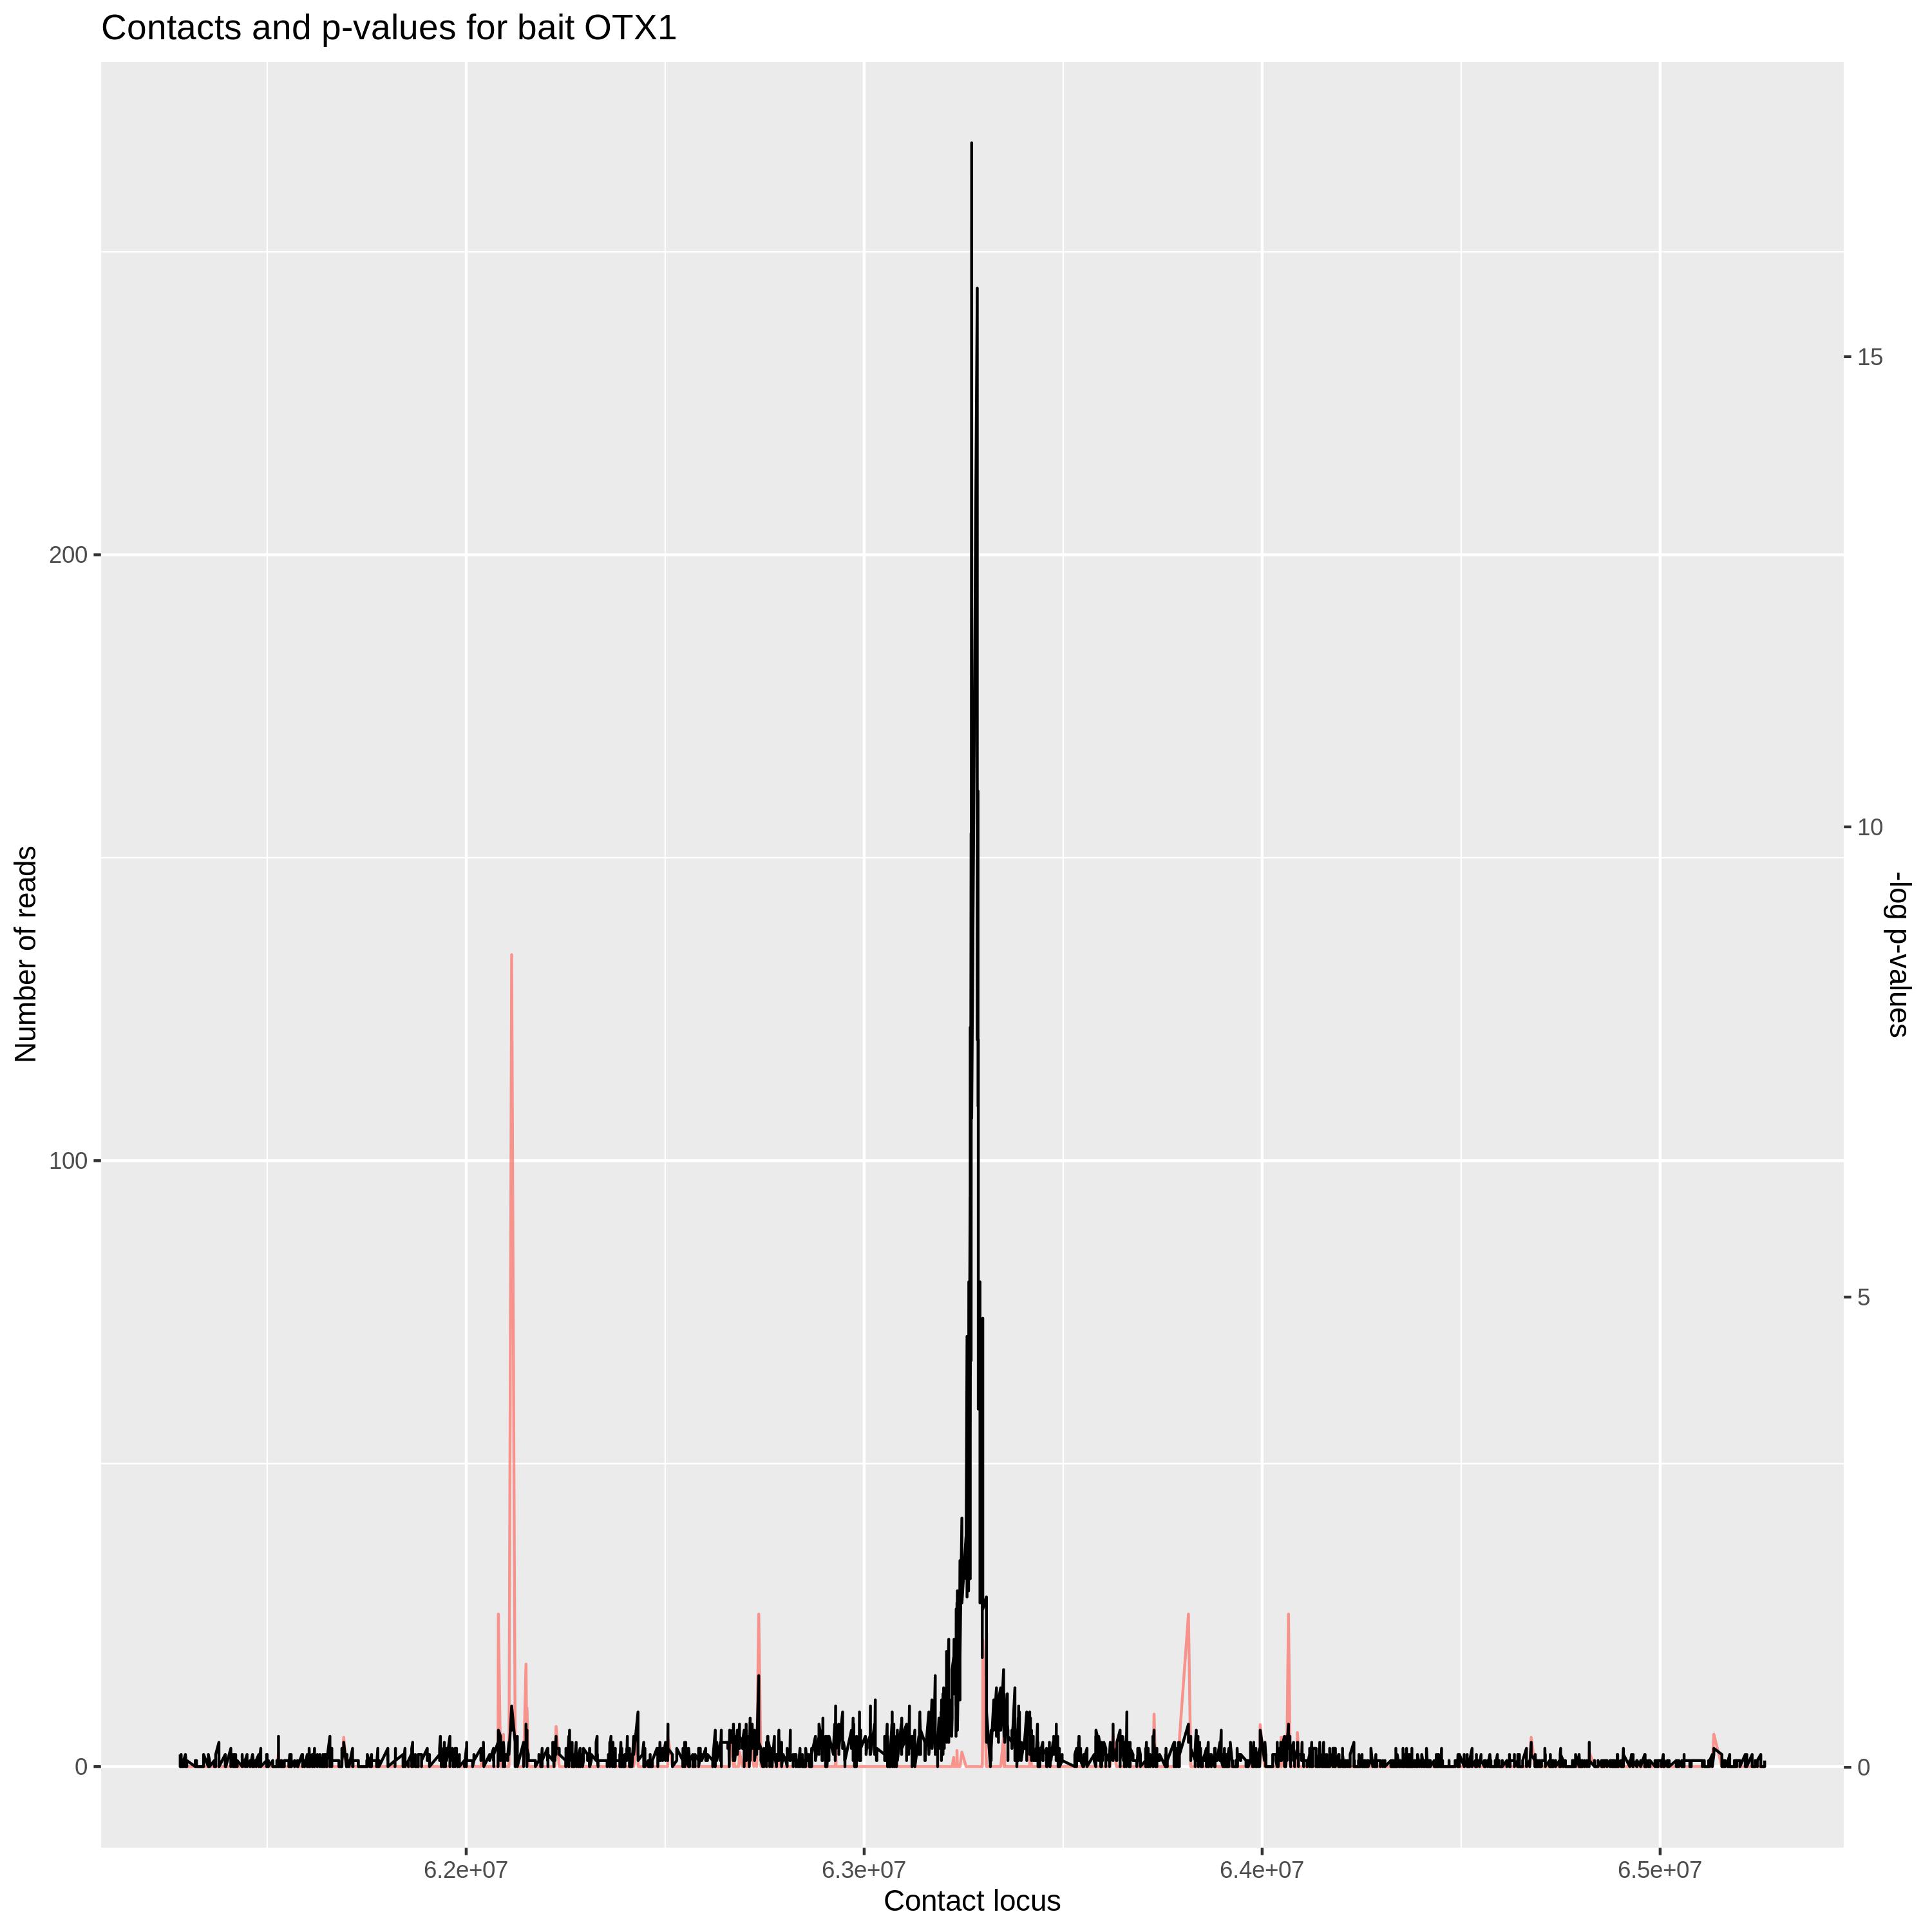 Contacts and p-values for bait OTX1
Number of reads
200
100
0
15
10
5
0
-log p-values
6.2e+07
6.3e+07
6.4e+07
6.5e+07
Contact locus